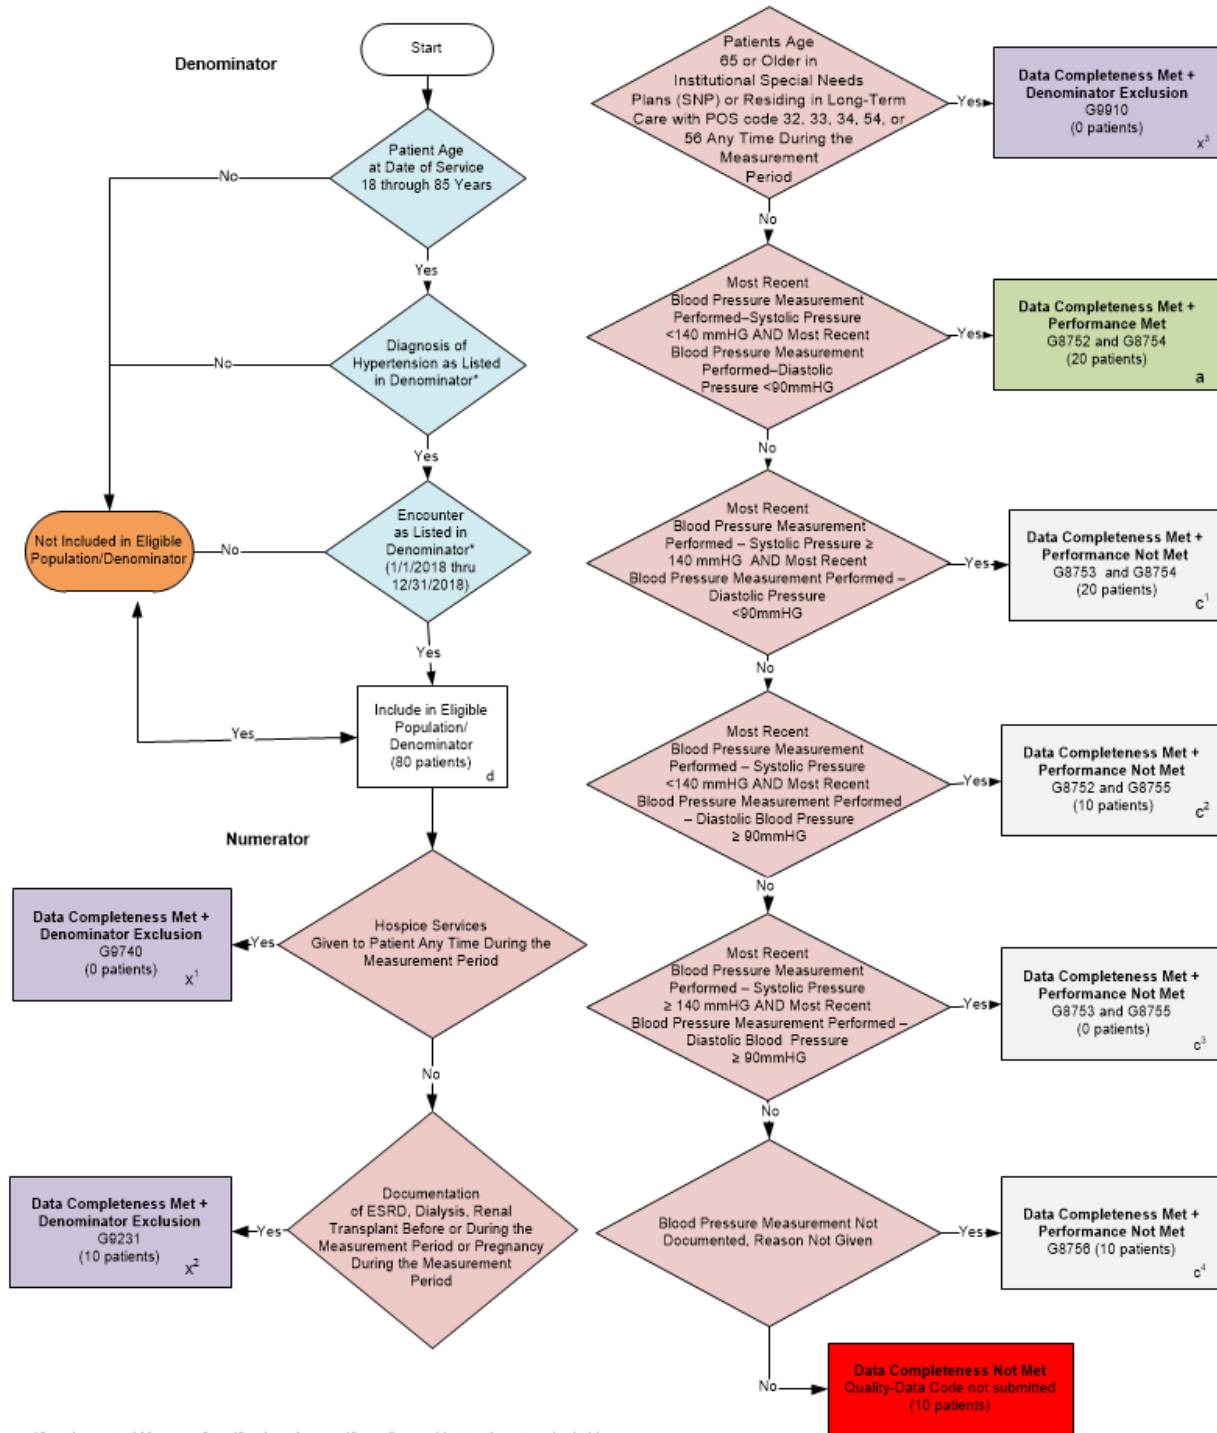 Denominator
Start
Patient Age
at Date of Service
18 through 85 Years
No
Yes
Diagnosis of
Hypertension as Listed
in Denominator*
No
Yes
Encounter
as Listed in
Denominator*
(1/1/2018 thru
12/31/2018)
No
Not Included in Eligible
Population/Denominator
Yes
Yes
Include in Eligible
Population/
Denominator
(80 patients)
d
Numerator
Hospice Services
Given to Patient Any Time During the
Measurement Period
Yes
Data Completeness Met +
Denominator Exclusion
G9740
(0 patients)
x1
No
Documentation
of ESRD, Dialysis, Renal
Transplant Before or During the
Measurement Period or Pregnancy
During the Measurement
Period
Yes
Data Completeness Met +
Denominator Exclusion
G9231
(10 patients)
x2
Patients Age
65 or Older in
Institutional Special Needs
Plans (SNP) or Residing in Long-Term
Care with POS code 32, 33, 34, 54, or
56 Any Time During the
Measurement
Period
Yes
Data Completeness Met +
Denominator Exclusion
G9910
(0 patients)
x3
No
Most Recent
Blood Pressure Measurement
Performed–Systolic Pressure
<140 mmHG AND Most Recent
Blood Pressure Measurement
Performed–Diastolic
Pressure <90mmHG
Yes
Data Completeness Met +
Performance Met
G8752 and G8754
(20 patients)
a
No
Most Recent
Blood Pressure Measurement
Performed – Systolic Pressure ≥
140 mmHG AND Most Recent
Blood Pressure Measurement Performed –
Diastolic Pressure
<90mmHG
Yes
Data Completeness Met +
Performance Not Met
G8753 and G8754
(20 patients)
c1
No
Most Recent
Blood Pressure Measurement
Performed – Systolic Pressure
<140 mmHG AND Most Recent
Blood Pressure Measurement Performed
– Diastolic Blood Pressure
≥ 90mmHG
Yes
Data Completeness Met +
Performance Not Met
G8752 and G8755
(10 patients)
c2
No
Most Recent
Blood Pressure Measurement
Performed – Systolic Pressure
≥ 140 mmHG AND Most Recent
Blood Pressure Measurement Performed –
Diastolic Blood Pressure
≥ 90mmHG
Yes
Data Completeness Met +
Performance Not Met
G8753 and G8755
(0 patients)
c3
No
Blood Pressure Measurement Not
Documented, Reason Not Given
Yes
Data Completeness Met +
Performance Not Met
G8756 (10 patients)
c4
No
Data Completeness Not Met
Quality-Data Code not submitted
(10 patients)